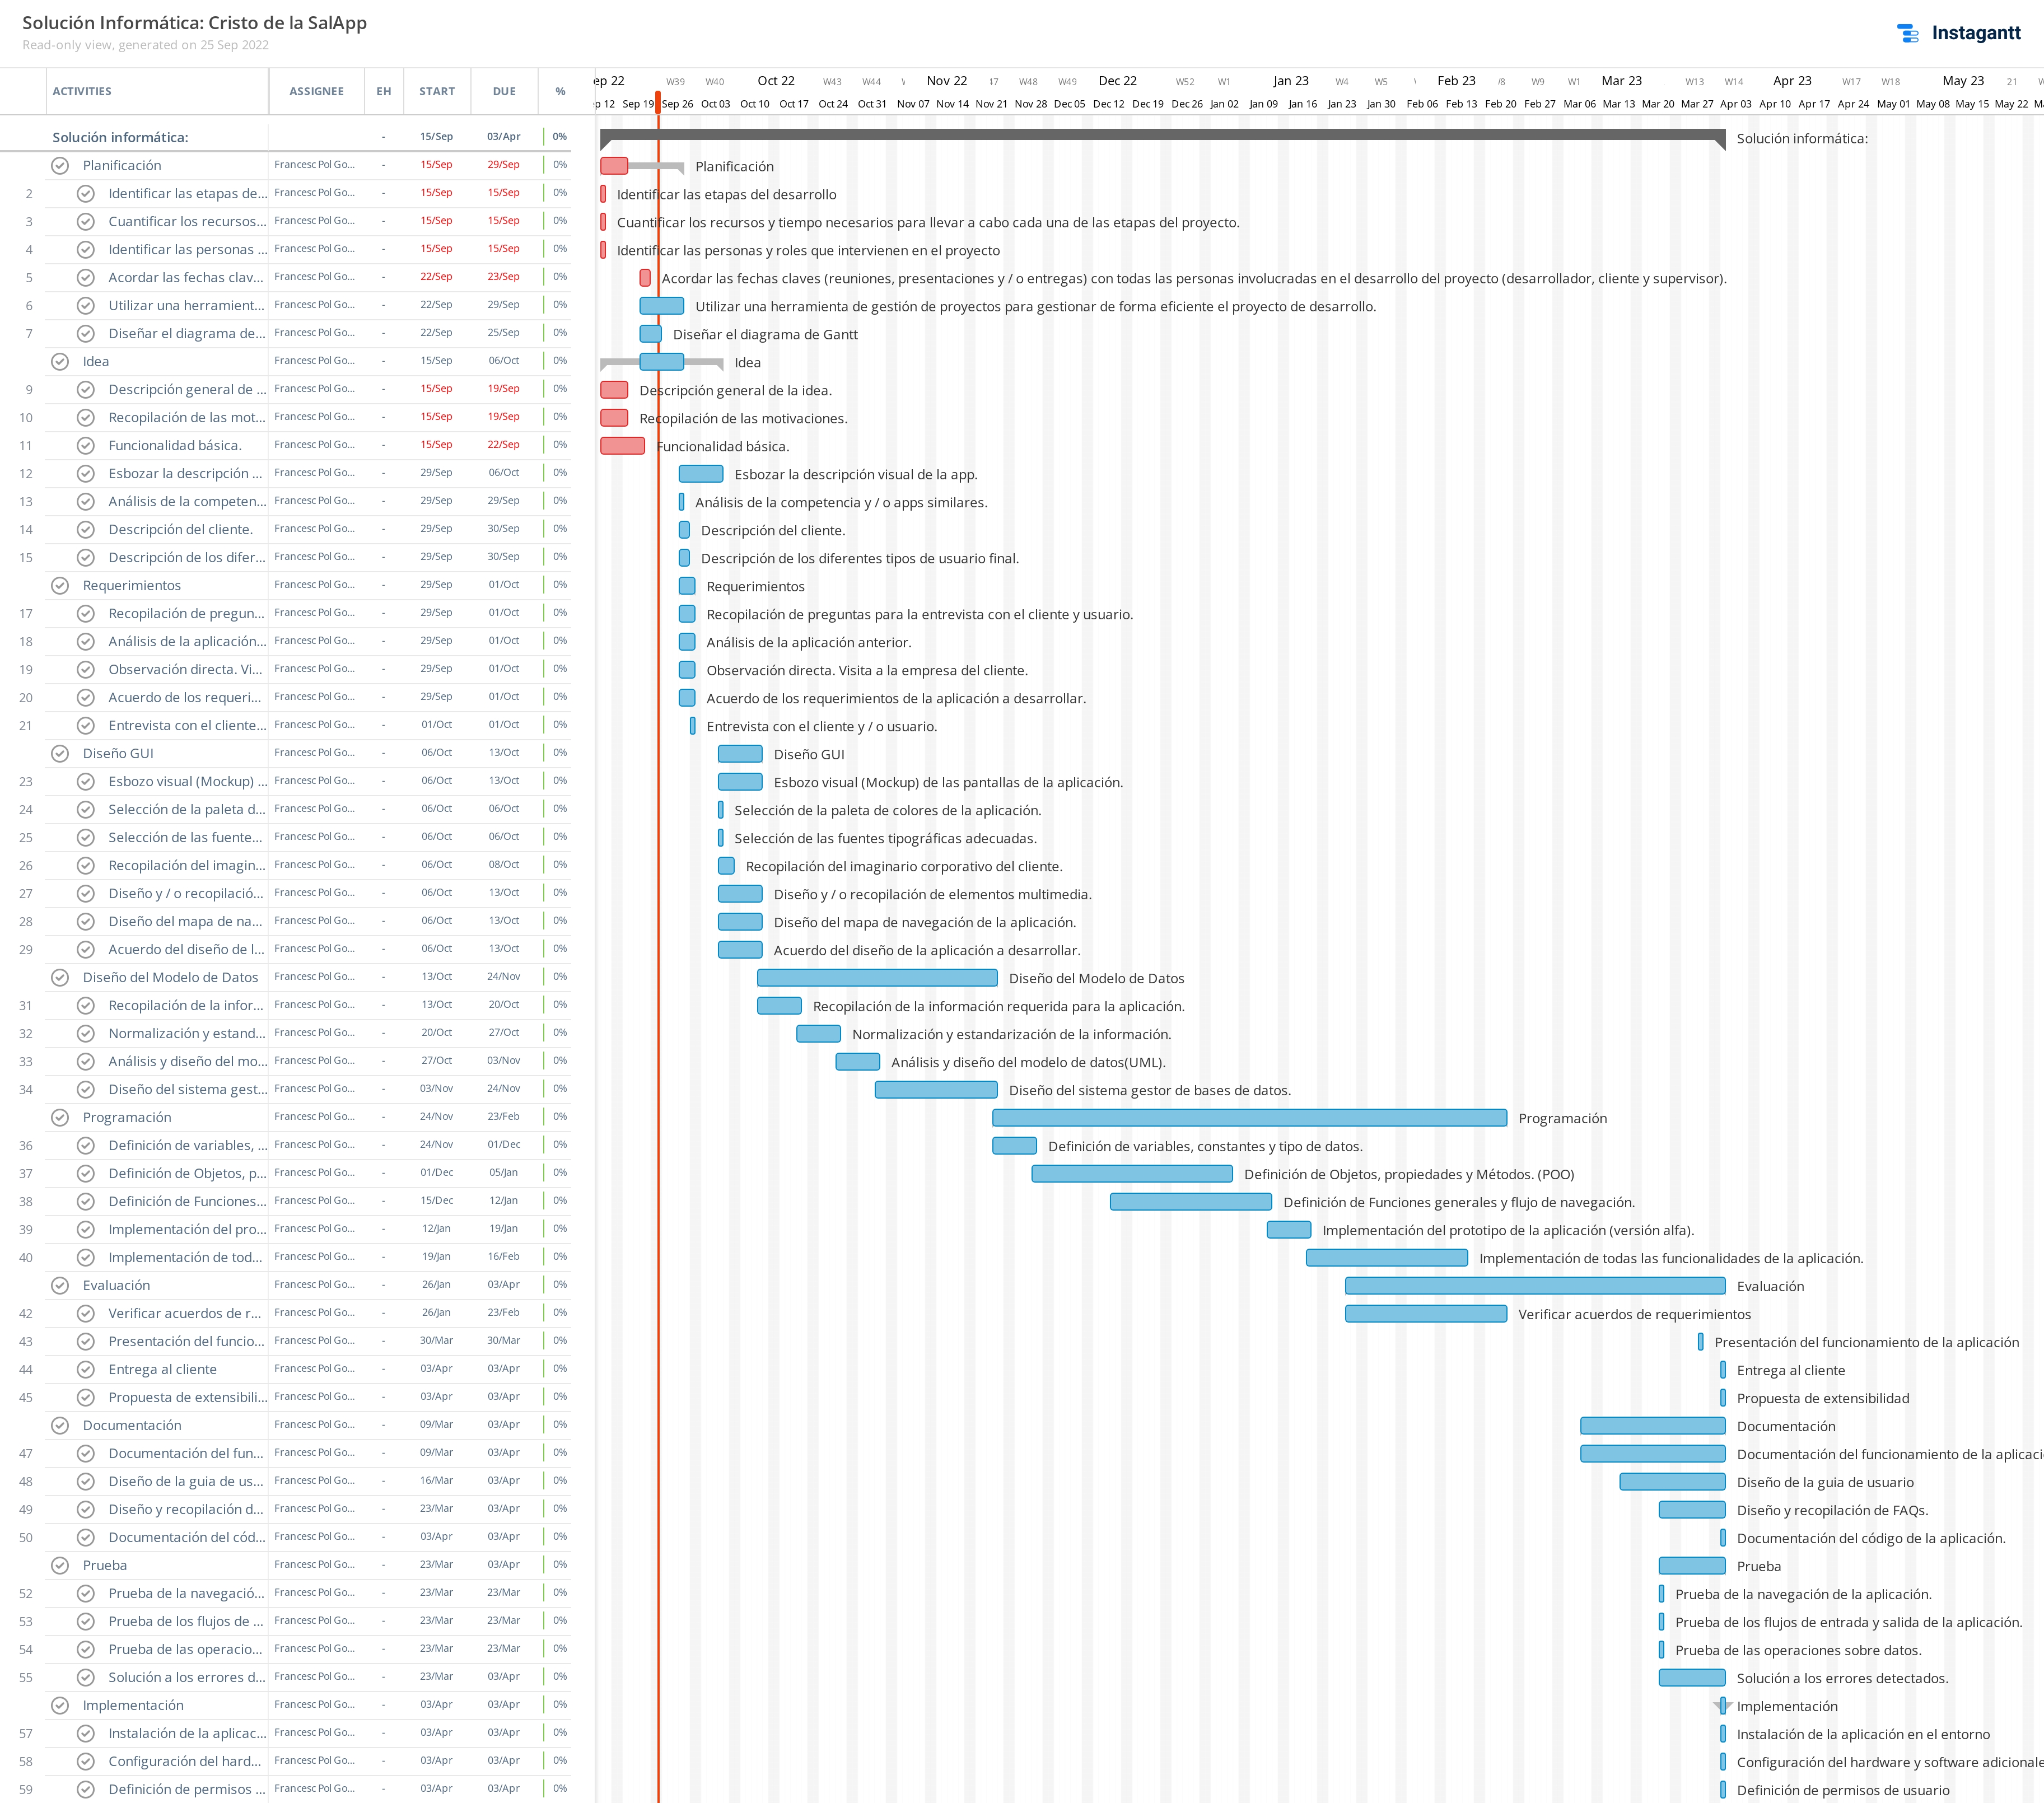 Solución Informática: Cristo de la SalApp
Read-only view, generated on 25 Sep 2022
Instagantt
ACTIVITIES ASSIGNEE EH START DUE %
ep 22 W39 W40 Oct 22 W43 W44 Nov 22 W48 W49 Dec 22 W52 W1 Jan 23 W4 W5 Feb 23 W9 W1 Mar 23 W13 W14 Apr 23 W17 W18 May 23 21
ep 12 Sep 19 Sep 26 Oct 03 Oct 10 Oct 17 Oct 24 Oct 31 Nov 07 Nov 14 Nov 21 Nov 28 Dec 05 Dec 12 Dec 19 Dec 26 Jan 02 Jan 09 Jan 16 Jan 23 Jan 30 Feb 06 Feb 13 Feb 20 Feb 27 Mar 06 Mar 13 Mar 20 Mar 27 Apr 03 Apr 10 Apr 17 Apr 24 May 01 May 08 May 15 May 22
Solución informática: - 15/Sep 03/Apr 0% Solución informática:
Planificación Francesc Pol Go... 15/Sep 29/Sep 0% Planificación
2 Identificar las etapas de... Francesc Pol Go... - 15/Sep 15/Sep 0% Identificar las etapas del desarrollo
3 Cuantificar los recursos... Francesc Pol Go... - 15/Sep 15/Sep 0% Cuantificar los recursos y tiempo necesarios para llevar a cabo cada una de las etapas del proyecto.
4 Identificar las personas ... Francesc Pol Go... - 15/Sep 15/Sep 0% Identificar las personas y roles que intervienen en el proyecto
5 Acordar las fechas clav... Francesc Pol Go... - 22/Sep 23/Sep 0% Acordar las fechas claves (reuniones, presentaciones y / o entregas) con todas las personas involucradas en el desarrollo del proyecto (desarrollador, cliente y supervisor).
6 Utilizar una herramient... Francesc Pol Go... - 22/Sep 29/Sep 0% Utilizar una herramienta de gestión de proyectos para gestionar de forma eficiente el proyecto de desarrollo.
7 Diseñar el diagrama de... Francesc Pol Go... - 22/Sep 25/Sep 0% Diseñar el diagrama de Gantt
Idea Francesc Pol Go... - 15/Sep 06/Oct 0% Idea
9 Descripción general de ... Francesc Pol Go... - 15/Sep 19/Sep 0% Descripción general de la idea.
10 Recopilación de las mot... Francesc Pol Go... - 15/Sep 19/Sep 0% Recopilación de las motivaciones.
11 Funcionalidad básica. Francesc Pol Go... - 15/Sep 22/Sep 0% Funcionalidad básica.
12 Esbozar la descripción ... Francesc Pol Go... - 29/Sep 06/Oct 0% Esbozar la descripción visual de la app.
13 Análisis de la competen... Francesc Pol Go... - 29/Sep 29/Sep 0% Análisis de la competencia y / o apps similares.
14 Descripción del cliente. Francesc Pol Go... - 29/Sep 30/Sep 0% Descripción del cliente.
15 Descripción de los difer... Francesc Pol Go... - 29/Sep 30/Sep 0% Descripción de los diferentes tipos de usuario final.
Requerimientos Francesc Pol Go... - 29/Sep 01/Oct 0% Requerimientos
17 Recopilación de pregun... Francesc Pol Go... - 29/Sep 01/Oct 0% Recopilación de preguntas para la entrevista con el cliente y usuario.
18 Análisis de la aplicación... Francesc Pol Go... - 29/Sep 01/Oct 0% Análisis de la aplicación anterior.
19 Observación directa. Vi... Francesc Pol Go... - 29/Sep 01/Oct 0% Observación directa. Visita a la empresa del cliente.
20 Acuerdo de los requeri... Francesc Pol Go... - 29/Sep 01/Oct 0% Acuerdo de los requerimientos de la aplicación a desarrollar.
21 Entrevista con el cliente... Francesc Pol Go... - 01/Oct 01/Oct 0% Entrevista con el cliente y / o usuario.
Diseño GUI Francesc Pol Go... - 06/Oct 13/Oct 0% Diseño GUI
23 Esbozo visual (Mockup) ... Francesc Pol Go... - 06/Oct 13/Oct 0% Esbozo visual (Mockup) de las pantallas de la aplicación.
24 Selección de la paleta d... Francesc Pol Go... - 06/Oct 06/Oct 0% Selección de la paleta de colores de la aplicación.
25 Selección de las fuente... Francesc Pol Go... - 06/Oct 06/Oct 0% Selección de las fuentes tipográficas adecuadas.
26 Recopilación del imagin... Francesc Pol Go... - 06/Oct 08/Oct 0% Recopilación del imaginario corporativo del cliente.
27 Diseño y / o recopilació... Francesc Pol Go... - 06/Oct 13/Oct 0% Diseño y / o recopilación de elementos multimedia.
28 Diseño del mapa de na... Francesc Pol Go... - 06/Oct 13/Oct 0% Diseño del mapa de navegación de la aplicación.
29 Acuerdo del diseño de l... Francesc Pol Go... - 06/Oct 13/Oct 0% Acuerdo del diseño de la aplicación a desarrollar.
Diseño del Modelo de Datos Francesc Pol Go... - 13/Oct 24/Nov 0% Diseño del Modelo de Datos
31 Recopilación de la infor... Francesc Pol Go... - 13/Oct 20/Oct 0% Recopilación de la información requerida para la aplicación.
32 Normalización y estand... Francesc Pol Go... - 20/Oct 27/Oct 0% Normalización y estandarización de la información.
33 Análisis y diseño del mo... Francesc Pol Go... - 27/Oct 03/Nov 0% Análisis y diseño del modelo de datos(UML).
34 Diseño del sistema gest... Francesc Pol Go... - 03/Nov 24/Nov 0% Diseño del sistema gestor de bases de datos.
Programación Francesc Pol Go... - 24/Nov 23/Feb 0% Programación
36 Definición de variables, ... Francesc Pol Go... - 24/Nov 01/Dec 0% Definición de variables, constantes y tipo de datos.
37 Definición de Objetos, p... Francesc Pol Go... - 01/Dec 05/Jan 0% Definición de Objetos, propiedades y Métodos. (POO)
38 Definición de Funciones... Francesc Pol Go... - 15/Dec 12/Jan 0% Definición de Funciones generales y flujo de navegación.
39 Implementación del pro... Francesc Pol Go... - 12/Jan 19/Jan 0% Implementación del prototipo de la aplicación (versión alfa).
40 Implementación de tod... Francesc Pol Go... - 19/Jan 16/Feb 0% Implementación de todas las funcionalidades de la aplicación.
Evaluación Francesc Pol Go... - 26/Jan 03/Apr 0% Evaluación
42 Verificar acuerdos de r... Francesc Pol Go... - 26/Jan 23/Feb 0% Verificar acuerdos de requerimientos
43 Presentación del funcio... Francesc Pol Go... - 30/Mar 30/Mar 0% Presentación del funcionamiento de la aplicación
44 Entrega al cliente Francesc Pol Go... - 03/Apr 03/Apr 0% Entrega al cliente
45 Propuesta de extensibili... Francesc Pol Go... - 03/Apr 03/Apr 0% Propuesta de extensibilidad
Documentación Francesc Pol Go... - 09/Mar 03/Apr 0% Documentación
47 Documentación del fun... Francesc Pol Go... - 09/Mar 03/Apr 0% Documentación del funcionamiento de la aplicaci
48 Diseño de la guia de us... Francesc Pol Go... - 16/Mar 03/Apr 0% Diseño de la guia de usuario
49 Diseño y recopilación d... Francesc Pol Go... - 23/Mar 03/Apr 0% Diseño y recopilación de FAQs.
50 Documentación del cód... Francesc Pol Go... - 03/Apr 03/Apr 0% Documentación del código de la aplicación.
Prueba Francesc Pol Go... - 23/Mar 03/Apr 0% Prueba
52 Prueba de la navegació... Francesc Pol Go... - 23/Mar 23/Mar 0% Prueba de la navegación de la aplicación.
53 Prueba de los flujos de ... Francesc Pol Go... - 23/Mar 23/Mar 0% Prueba de los flujos de entrada y salida de la aplicación.
54 Prueba de las operacio... Francesc Pol Go... - 23/Mar 23/Mar 0% Prueba de las operaciones sobre datos.
55 Solución a los errores d... Francesc Pol Go... - 23/Mar 03/Apr 0% Solución a los errores detectados.
Implementación Francesc Pol Go... - 03/Apr 03/Apr 0% Implementación
57 Instalación de la aplicac... Francesc Pol Go... - 03/Apr 03/Apr 0% Instalación de la aplicación en el entorno
58 Configuración del hard... Francesc Pol Go... - 03/Apr 03/Apr 0% Configuración del hardware y software adicionale
59 Definición de permisos ... Francesc Pol Go... - 03/Apr 03/Apr 0% Definición de permisos de usuario